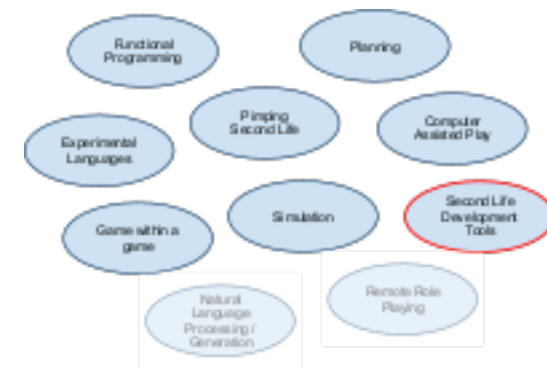 Functional
Programming
Planning
Pimping
Second Life
Computer
Assisted Play
Experimental
Languages
Second Life
Development
Tools
Simulation
Game within a
game
Remote Role
Playing
Natural
Language
Processing /
Generation